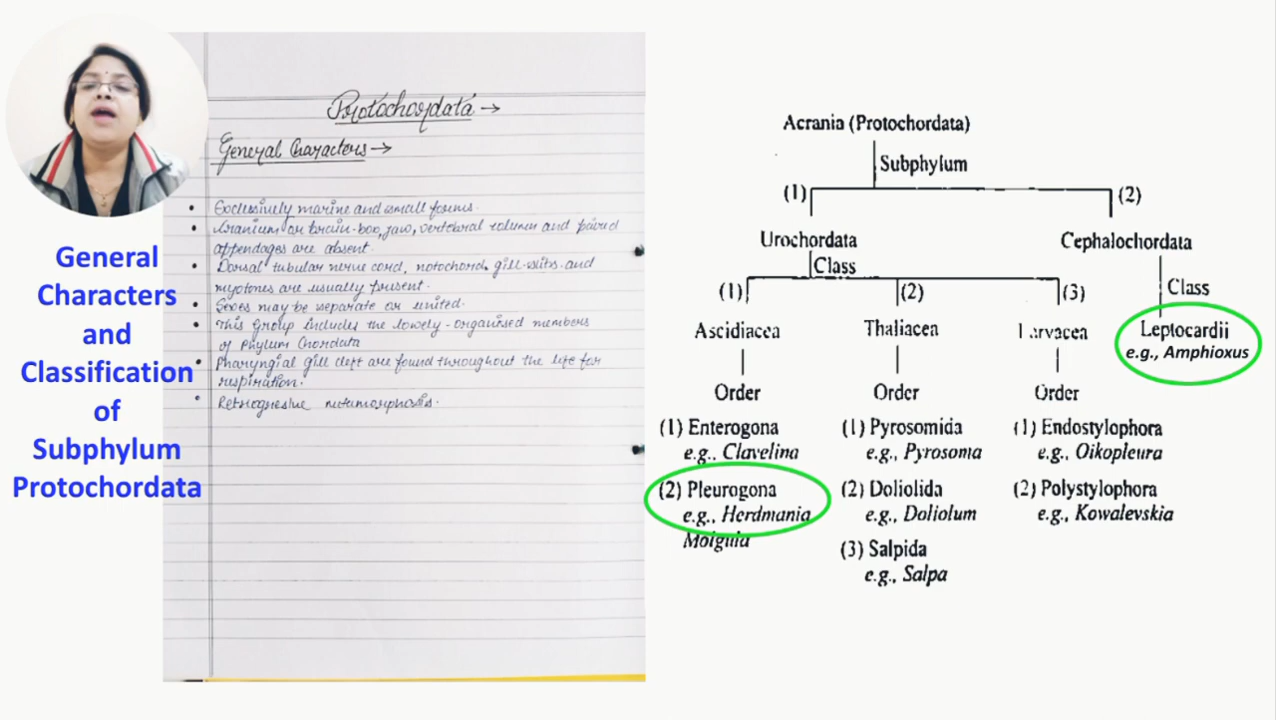 General
Characters
and
Classification
of
Subphylum
Protochordata
Protochordata →
General Characters →
• Exclessively marine and small forms.
• Cranium or brain-box, jaw, vertebral column and paired
appendages are absent.
• Dorsal tubular nerve cord, notochord, gill-slits and
myotones are usually present.
• Sexes may be separate or united.
• This group includes the lowely-organised members
of Phylum Chordata
• Pharyngial gill cleft are found throughout the life for
respiration.
• Retrogresive metamorphosis.
Acrania (Protochordata)
Subphylum
(1) (2)
Urochordata Cephalochordata
Class Class
(1) (2) (3)
Ascidiacea Thaliacea Larvacea Leptocardii
e.g., Amphioxus
Order Order Order
(1) Enterogona (1) Pyrosomida (1) Endostylophora
e.g., Clavelina e.g., Pyrosoma e.g., Oikopleura
(2) Pleurogona (2) Doliolida (2) Polystylophora
e.g., Herdmania e.g., Doliolum e.g., Kowalevskia
Molgula
(3) Salpida
e.g., Salpa